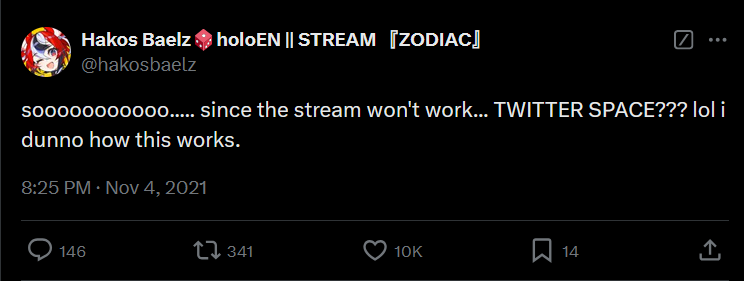 Hakos Baelz🎲holoEN || STREAM 『ZODIAC』
@hakosbaelz
sooooooooooo..... since the stream won't work... TWITTER SPACE??? lol i
dunno how this works.
8:25 PM · Nov 4, 2021
146 341 10K 14